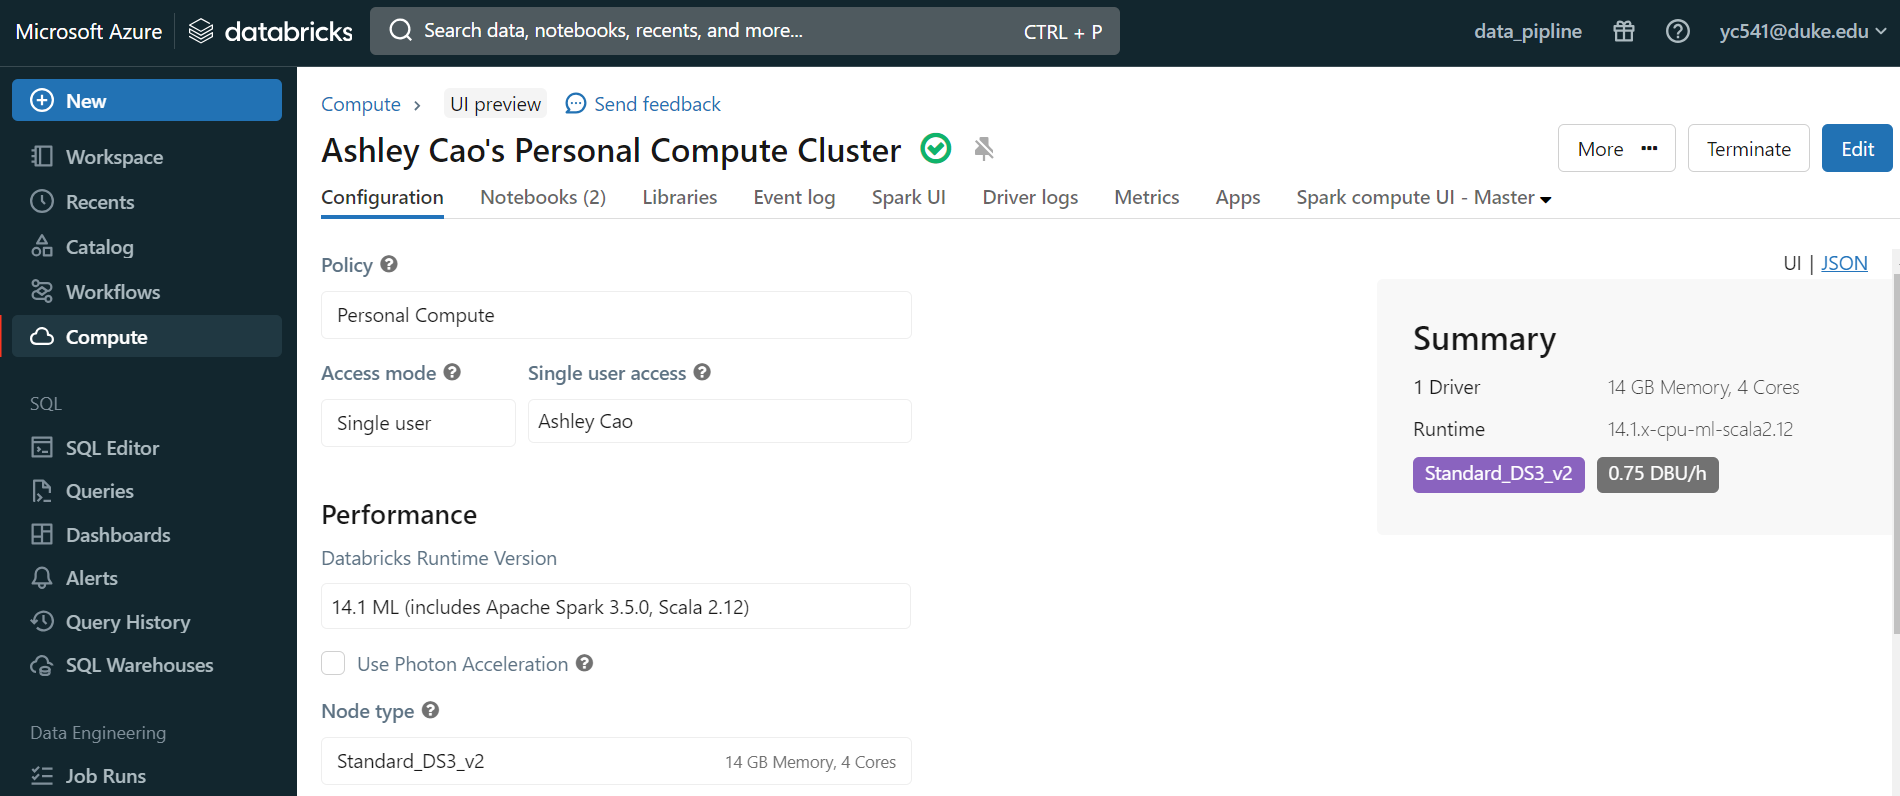 Microsoft Azure databricks Search data, notebooks, recents, and more... CTRL + P data_pipline yc541@duke.edu
New
Workspace
Recents
Catalog
Workflows
Compute
SQL
SQL Editor
Queries
Dashboards
Alerts
Query History
SQL Warehouses
Data Engineering
Job Runs
Compute > UI preview Send feedback
Ashley Cao's Personal Compute Cluster More ••• Terminate Edit
Configuration Notebooks (2) Libraries Event log Spark UI Driver logs Metrics Apps Spark compute UI - Master
UI | JSON
Policy
Personal Compute
Access mode Single user access
Single user Ashley Cao
Performance
Databricks Runtime Version
14.1 ML (includes Apache Spark 3.5.0, Scala 2.12)
Use Photon Acceleration
Node type
Standard_DS3_v2 14 GB Memory, 4 Cores
Summary
1 Driver 14 GB Memory, 4 Cores
Runtime 14.1.x-cpu-ml-scala2.12
Standard_DS3_v2 0.75 DBU/h